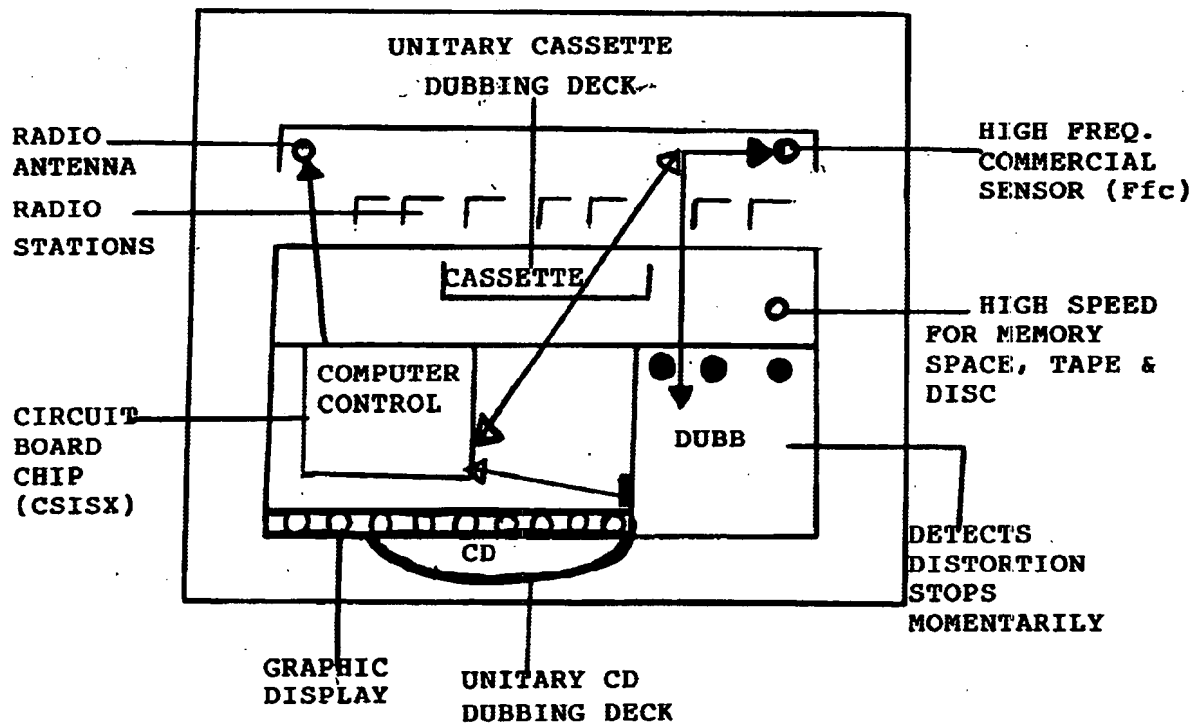 UNITARY CASSETTE
DUBBING DECK
RADIO
ANTENNA
HIGH FREQ.
COMMERCIAL
SENSOR (Ffc)
RADIO
STATIONS
CASSETTE
HIGH SPEED
FOR MEMORY
SPACE, TAPE &
DISC
COMPUTER
CONTROL
CIRCUIT
BOARD
CHIP
(CSISX)
DUBB
DETECTS
DISTORTION
STOPS
MOMENTARILY
CD
GRAPHIC
DISPLAY
UNITARY CD
DUBBING DECK